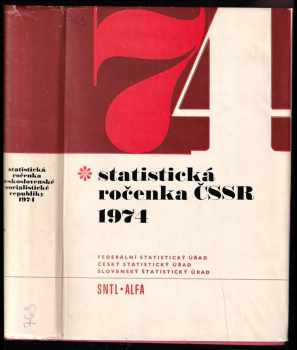 74
* statistická
ročenka ČSSR
1974
FEDERÁLNÍ STATISTICKÝ ÚŘAD
ČESKÝ STATISTICKÝ ÚŘAD
SLOVENSKÝ ŠTATISTICKÝ ÚRAD
SNTL • ALFA
statistická
ročenka
československé
socialistické
republiky
1974